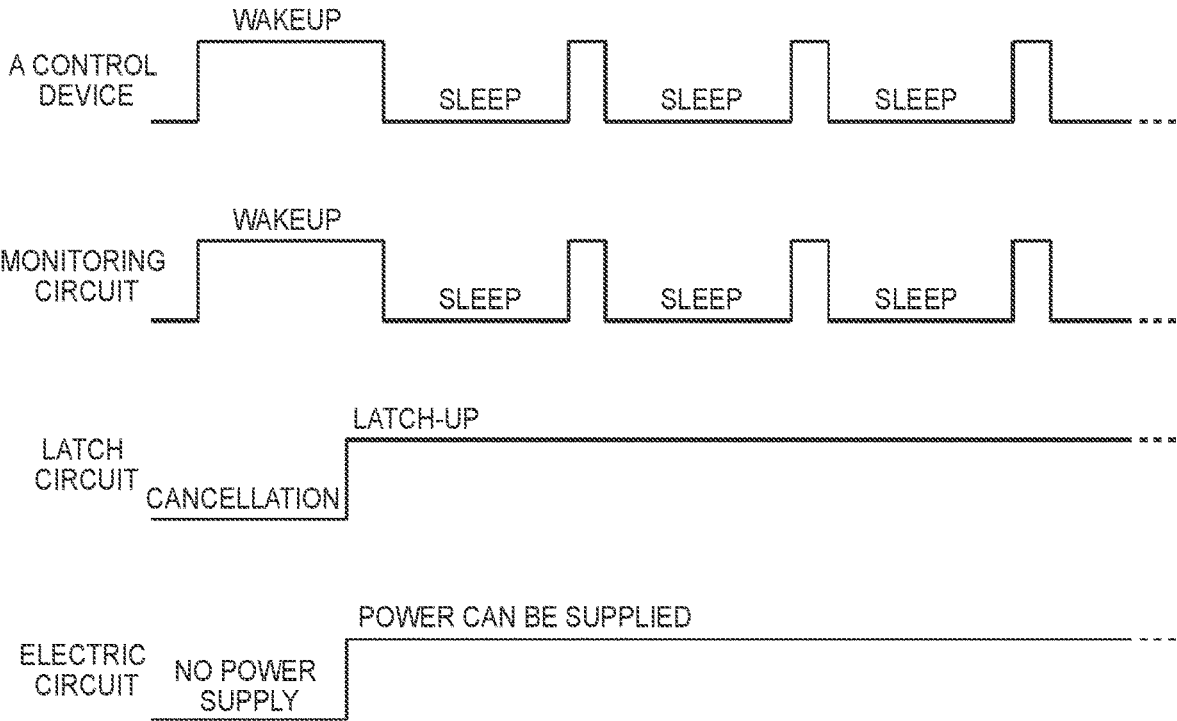 WAKEUP
A CONTROL
DEVICE
SLEEP SLEEP SLEEP
WAKEUP
MONITORING
CIRCUIT
SLEEP SLEEP SLEEP
LATCH-UP
LATCH
CIRCUIT
CANCELLATION
POWER CAN BE SUPPLIED
ELECTRIC
CIRCUIT
NO POWER
SUPPLY